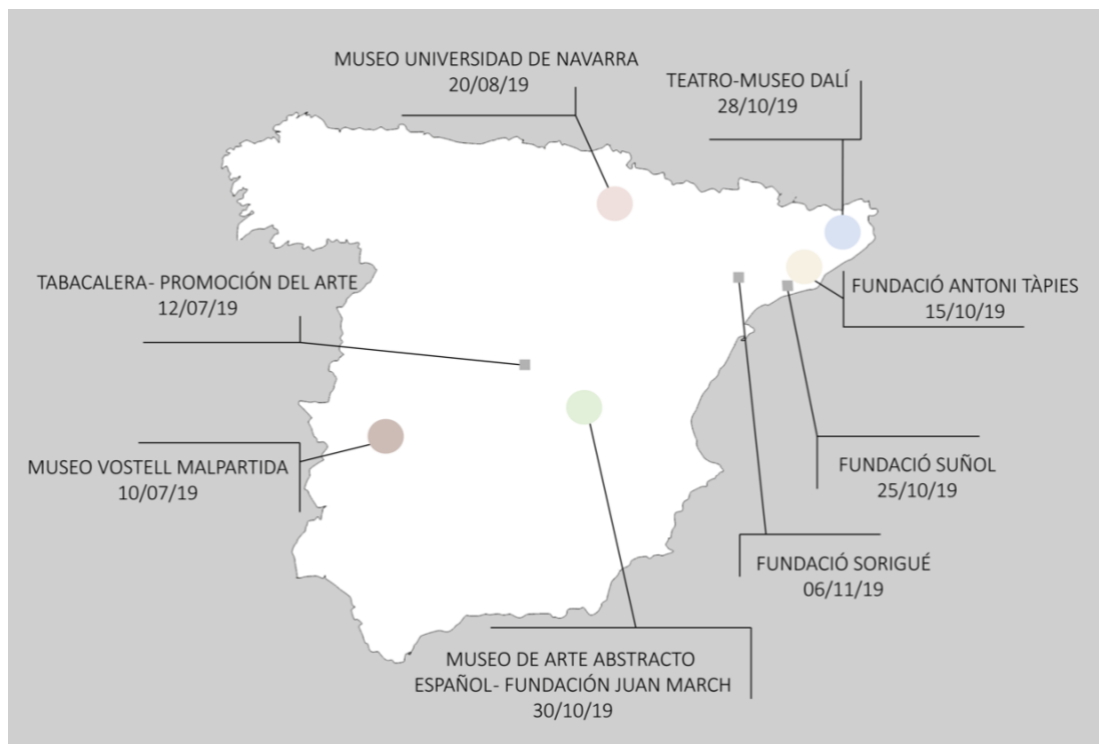 MUSEO UNIVERSIDAD DE NAVARRA
20/08/19
TEATRO-MUSEO DALÍ
28/10/19
TABACALERA- PROMOCIÓN DEL ARTE
12/07/19
FUNDACIÓ ANTONI TÀPIES
15/10/19
MUSEO VOSTELL MALPARTIDA
10/07/19
FUNDACIÓ SUÑOL
25/10/19
FUNDACIÓ SORIGUÉ
06/11/19
MUSEO DE ARTE ABSTRACTO
ESPAÑOL- FUNDACIÓN JUAN MARCH
30/10/19